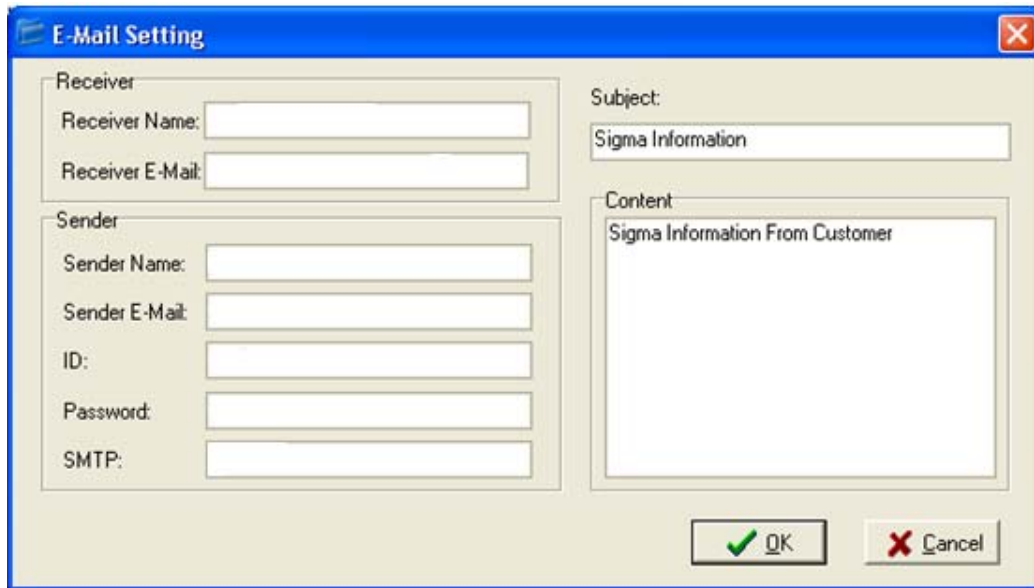 E-Mail Setting
Receiver
Receiver Name:
Receiver E-Mail:
Sender
Sender Name:
Sender E-Mail:
ID:
Password:
SMTP:
Subject:
Sigma Information
Content
Sigma Information From Customer
OK
Cancel